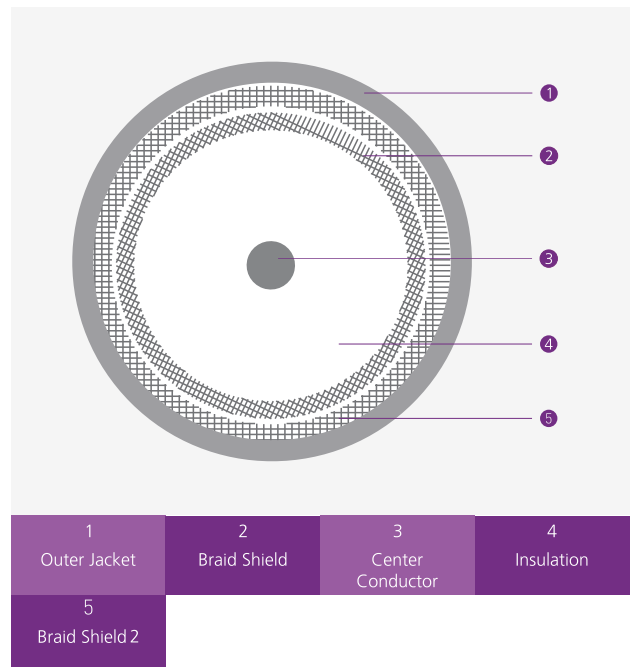 1
2
3
4
5
1
Outer Jacket
2
Braid Shield
3
Center
Conductor
4
Insulation
5
Braid Shield 2